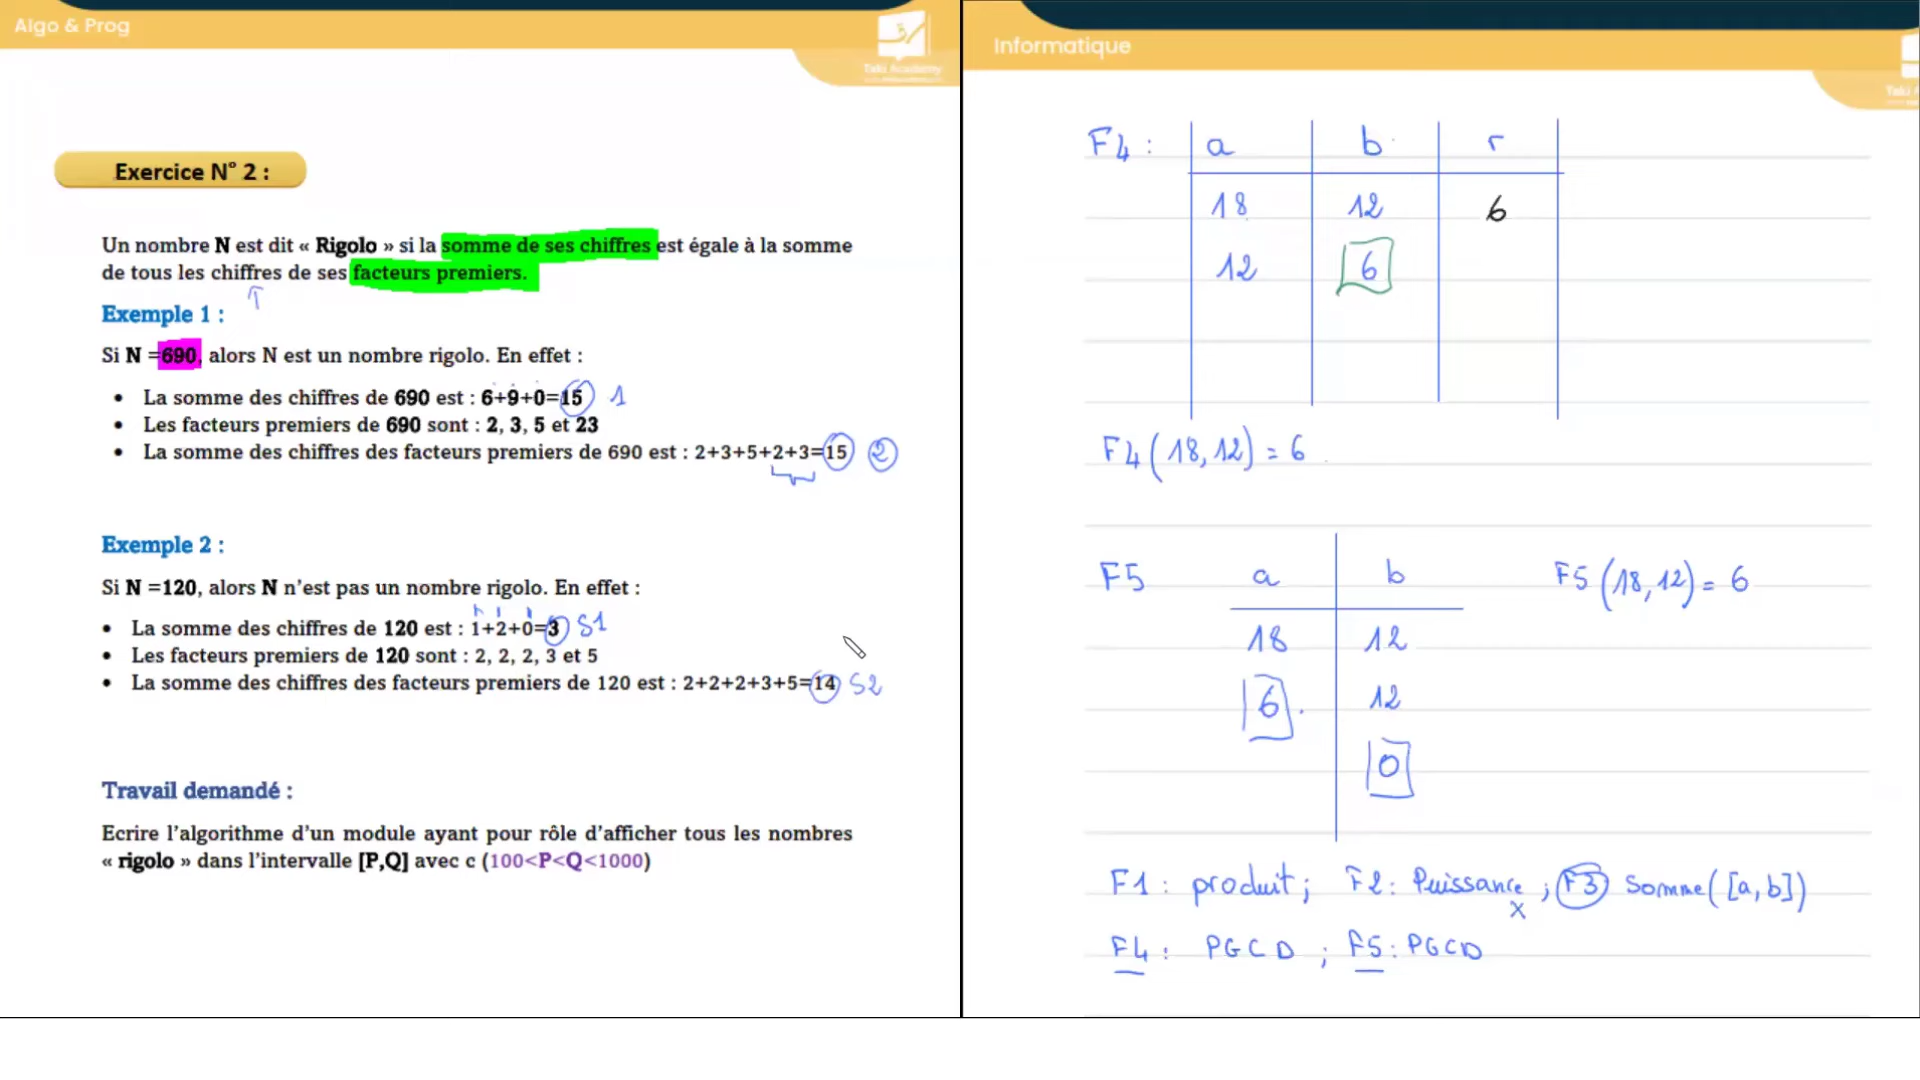 Algo & Prog
Taki Academy
Exercice N° 2 :
Un nombre N est dit « Rigolo » si la somme de ses chiffres est égale à la somme
de tous les chiffres de ses facteurs premiers.
Exemple 1 :
Si N =690, alors N est un nombre rigolo. En effet :
• La somme des chiffres de 690 est : 6+9+0=15 1
• Les facteurs premiers de 690 sont : 2, 3, 5 et 23
• La somme des chiffres des facteurs premiers de 690 est : 2+3+5+2+3=15 2
Exemple 2 :
Si N =120, alors N n’est pas un nombre rigolo. En effet :
• La somme des chiffres de 120 est : 1+2+0=3 S1
• Les facteurs premiers de 120 sont : 2, 2, 2, 3 et 5
• La somme des chiffres des facteurs premiers de 120 est : 2+2+2+3+5=14 S2
Travail demandé :
Ecrire l’algorithme d’un module ayant pour rôle d’afficher tous les nombres
« rigolo » dans l’intervalle [P,Q] avec c (100<P<Q<1000)
Informatique
Taki A
F4 : a b r
18 12 6
12 6
F4(18,12) = 6
F5 a b F5(18,12) = 6
18 12
6 12
0
F1 : produit ; F2 : Puissance ; F3 Somme([a,b])
x
F4 : PGCD ; F5 : PGCD